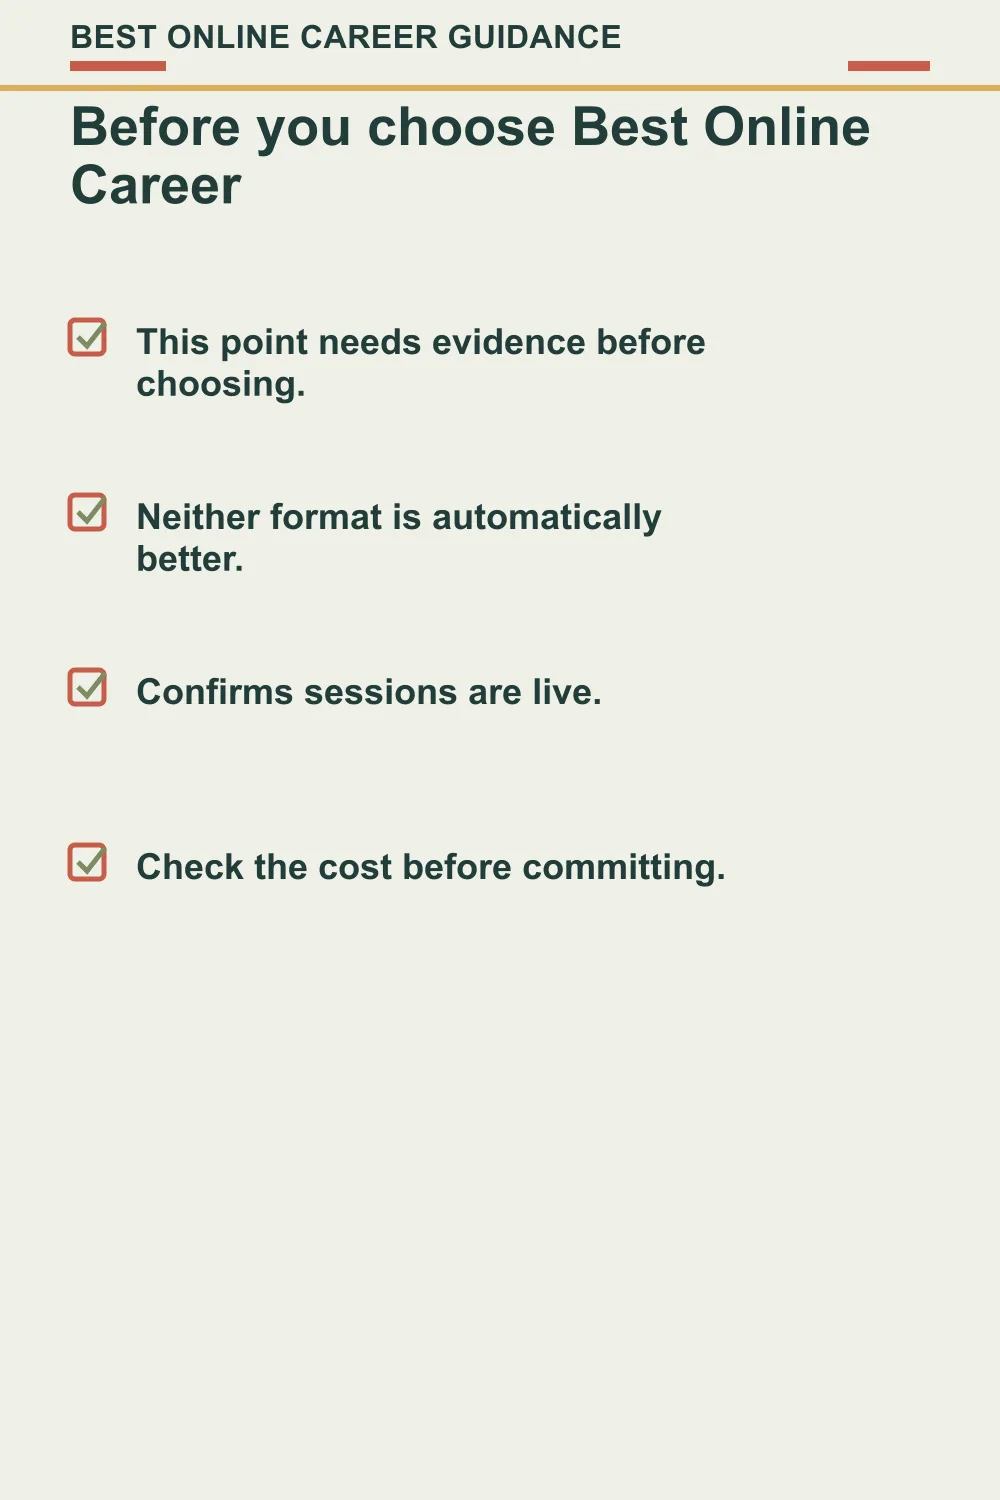 BEST ONLINE CAREER GUIDANCE
Before you choose Best Online
Career
This point needs evidence before
choosing.
Neither format is automatically
better.
Confirms sessions are live.
Check the cost before committing.